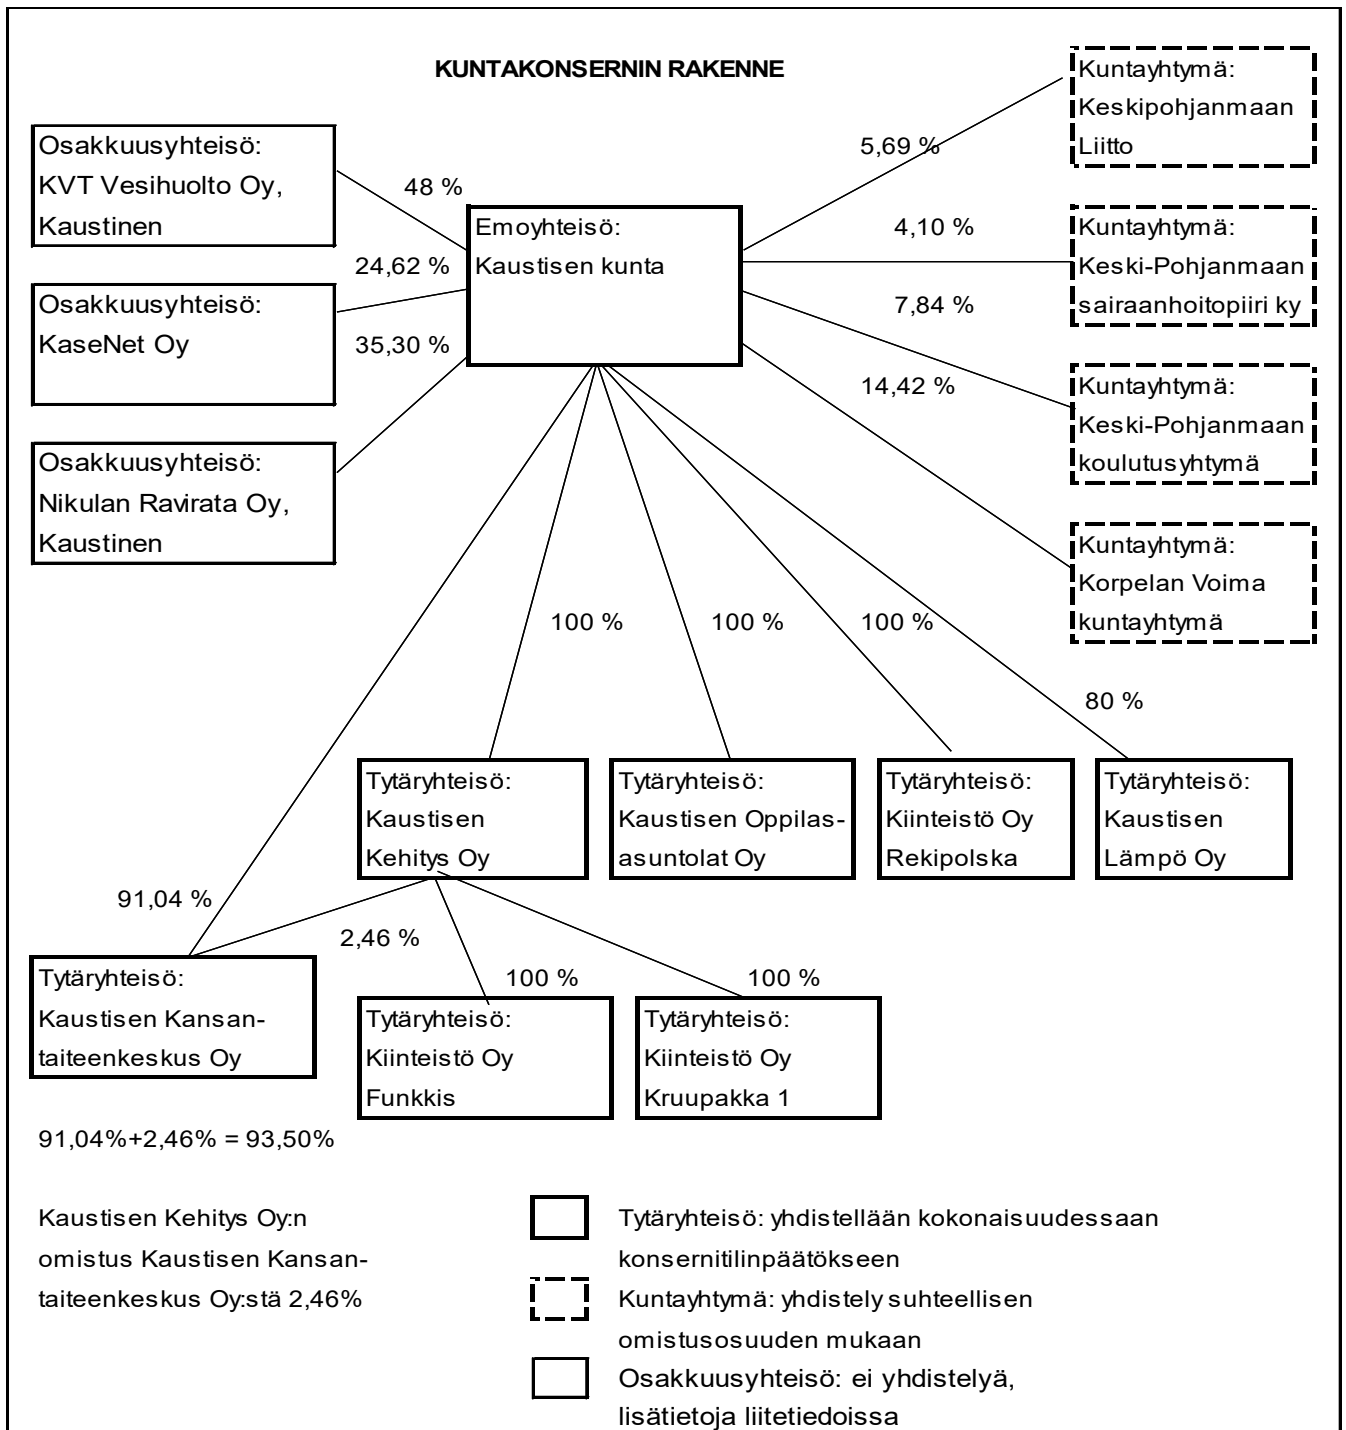 KUNTAKONSERNIN RAKENNE
Osakkuusyhteisö:
KVT Vesihuolto Oy,
Kaustinen
48 %
Osakkuusyhteisö:
KaseNet Oy
24,62 %
Osakkuusyhteisö:
Nikulan Ravirata Oy,
Kaustinen
35,30 %
Emoyhteisö:
Kaustisen kunta
Kuntayhtymä:
Keskipohjanmaan
Liitto
5,69 %
Kuntayhtymä:
Keski-Pohjanmaan
sairaanhoitopiiri ky
4,10 %
Kuntayhtymä:
Keski-Pohjanmaan
koulutusyhtymä
7,84 %
Kuntayhtymä:
Korpelan Voima
kuntayhtymä
14,42 %
100 %
100 %
100 %
80 %
Tytäryhteisö:
Kaustisen
Kehitys Oy
Tytäryhteisö:
Kaustisen Oppilas-
asuntolat Oy
Tytäryhteisö:
Kiinteistö Oy
Rekipolska
Tytäryhteisö:
Kaustisen
Lämpö Oy
91,04 %
2,46 %
100 %
100 %
Tytäryhteisö:
Kaustisen Kansan-
taiteenkeskus Oy
Tytäryhteisö:
Kiinteistö Oy
Funkkis
Tytäryhteisö:
Kiinteistö Oy
Kruupakka 1
91,04%+2,46% = 93,50%
Kaustisen Kehitys Oy:n
omistus Kaustisen Kansan-
taiteenkeskus Oy:stä 2,46%
Tytäryhteisö: yhdistellään kokonaisuudessaan
konsernitilinpäätökseen
Kuntayhtymä: yhdistely suhteellisen
omistusosuuden mukaan
Osakkuusyhteisö: ei yhdistelyä,
lisätietoja liitetiedoissa